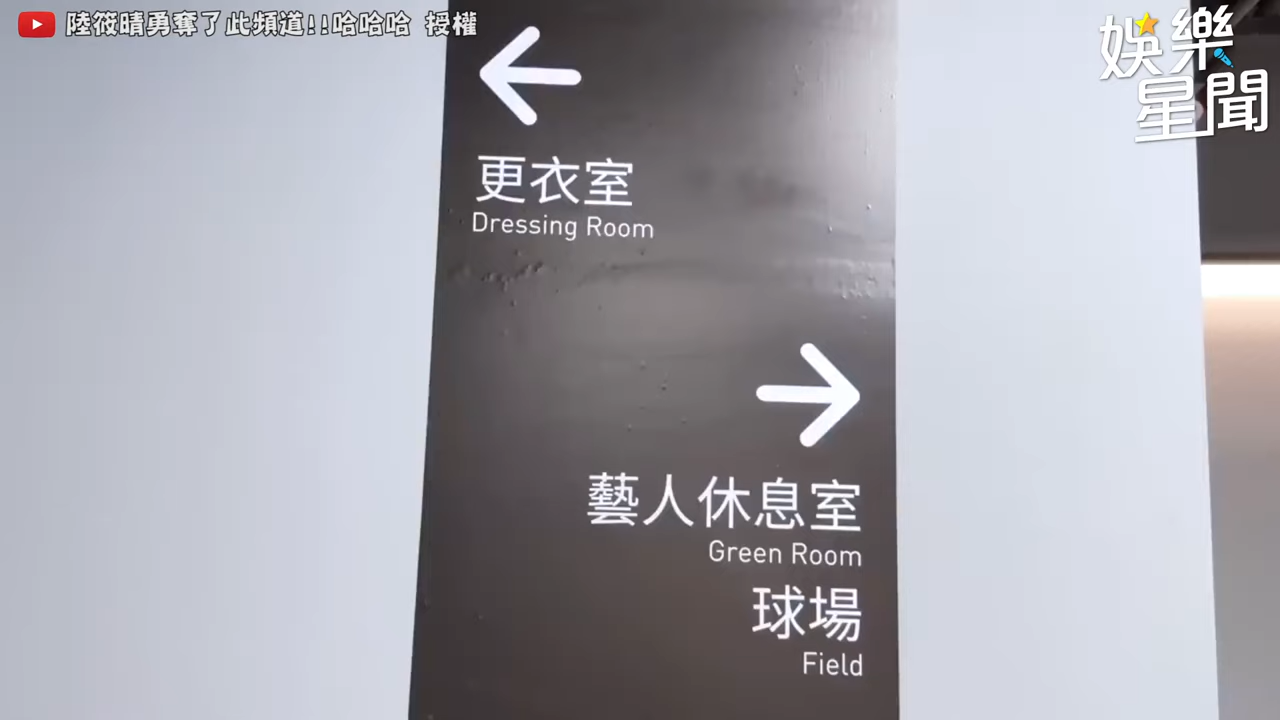 陸筱晴勇奪了此頻道!!哈哈哈 授權
娛樂
星聞
更衣室
Dressing Room
藝人休息室
Green Room
球場
Field